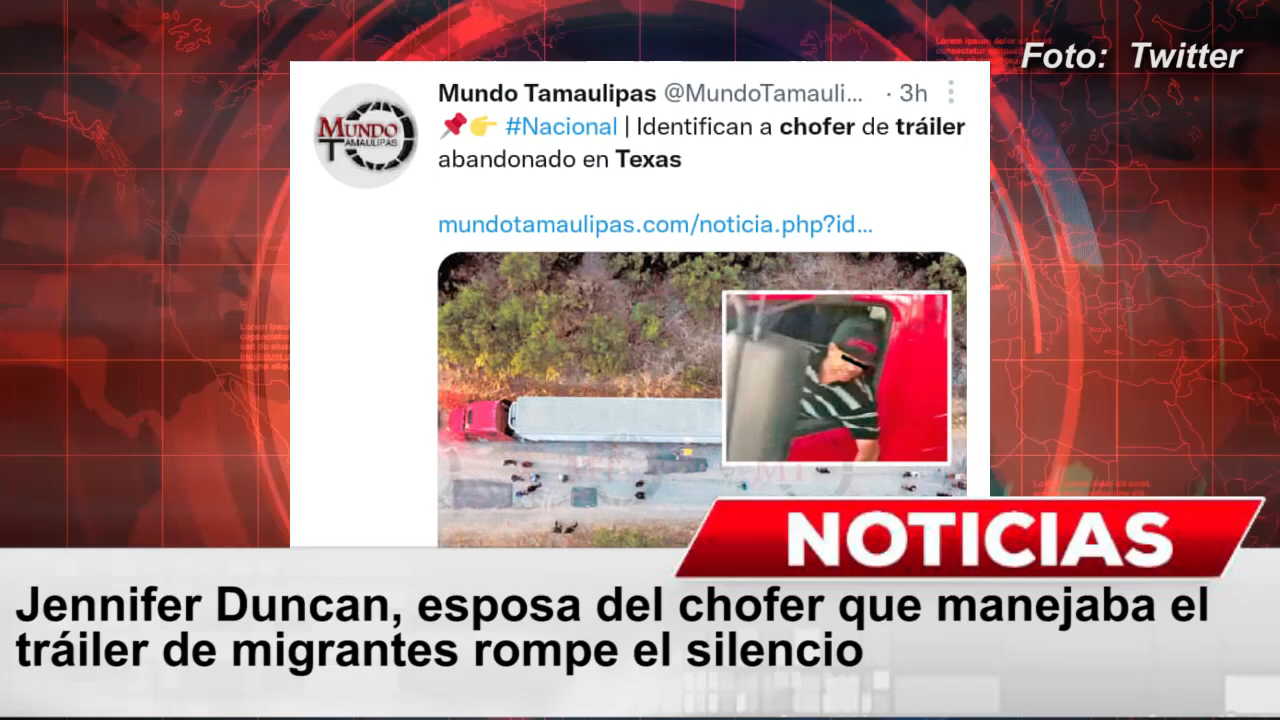 Foto: Twitter
Mundo Tamaulipas @MundoTamauli... · 3h
#Nacional | Identifican a chofer de tráiler
abandonado en Texas
mundotamaulipas.com/noticia.php?id...
MUNDO
TAMAULIPAS
NOTICIAS
Jennifer Duncan, esposa del chofer que manejaba el
tráiler de migrantes rompe el silencio